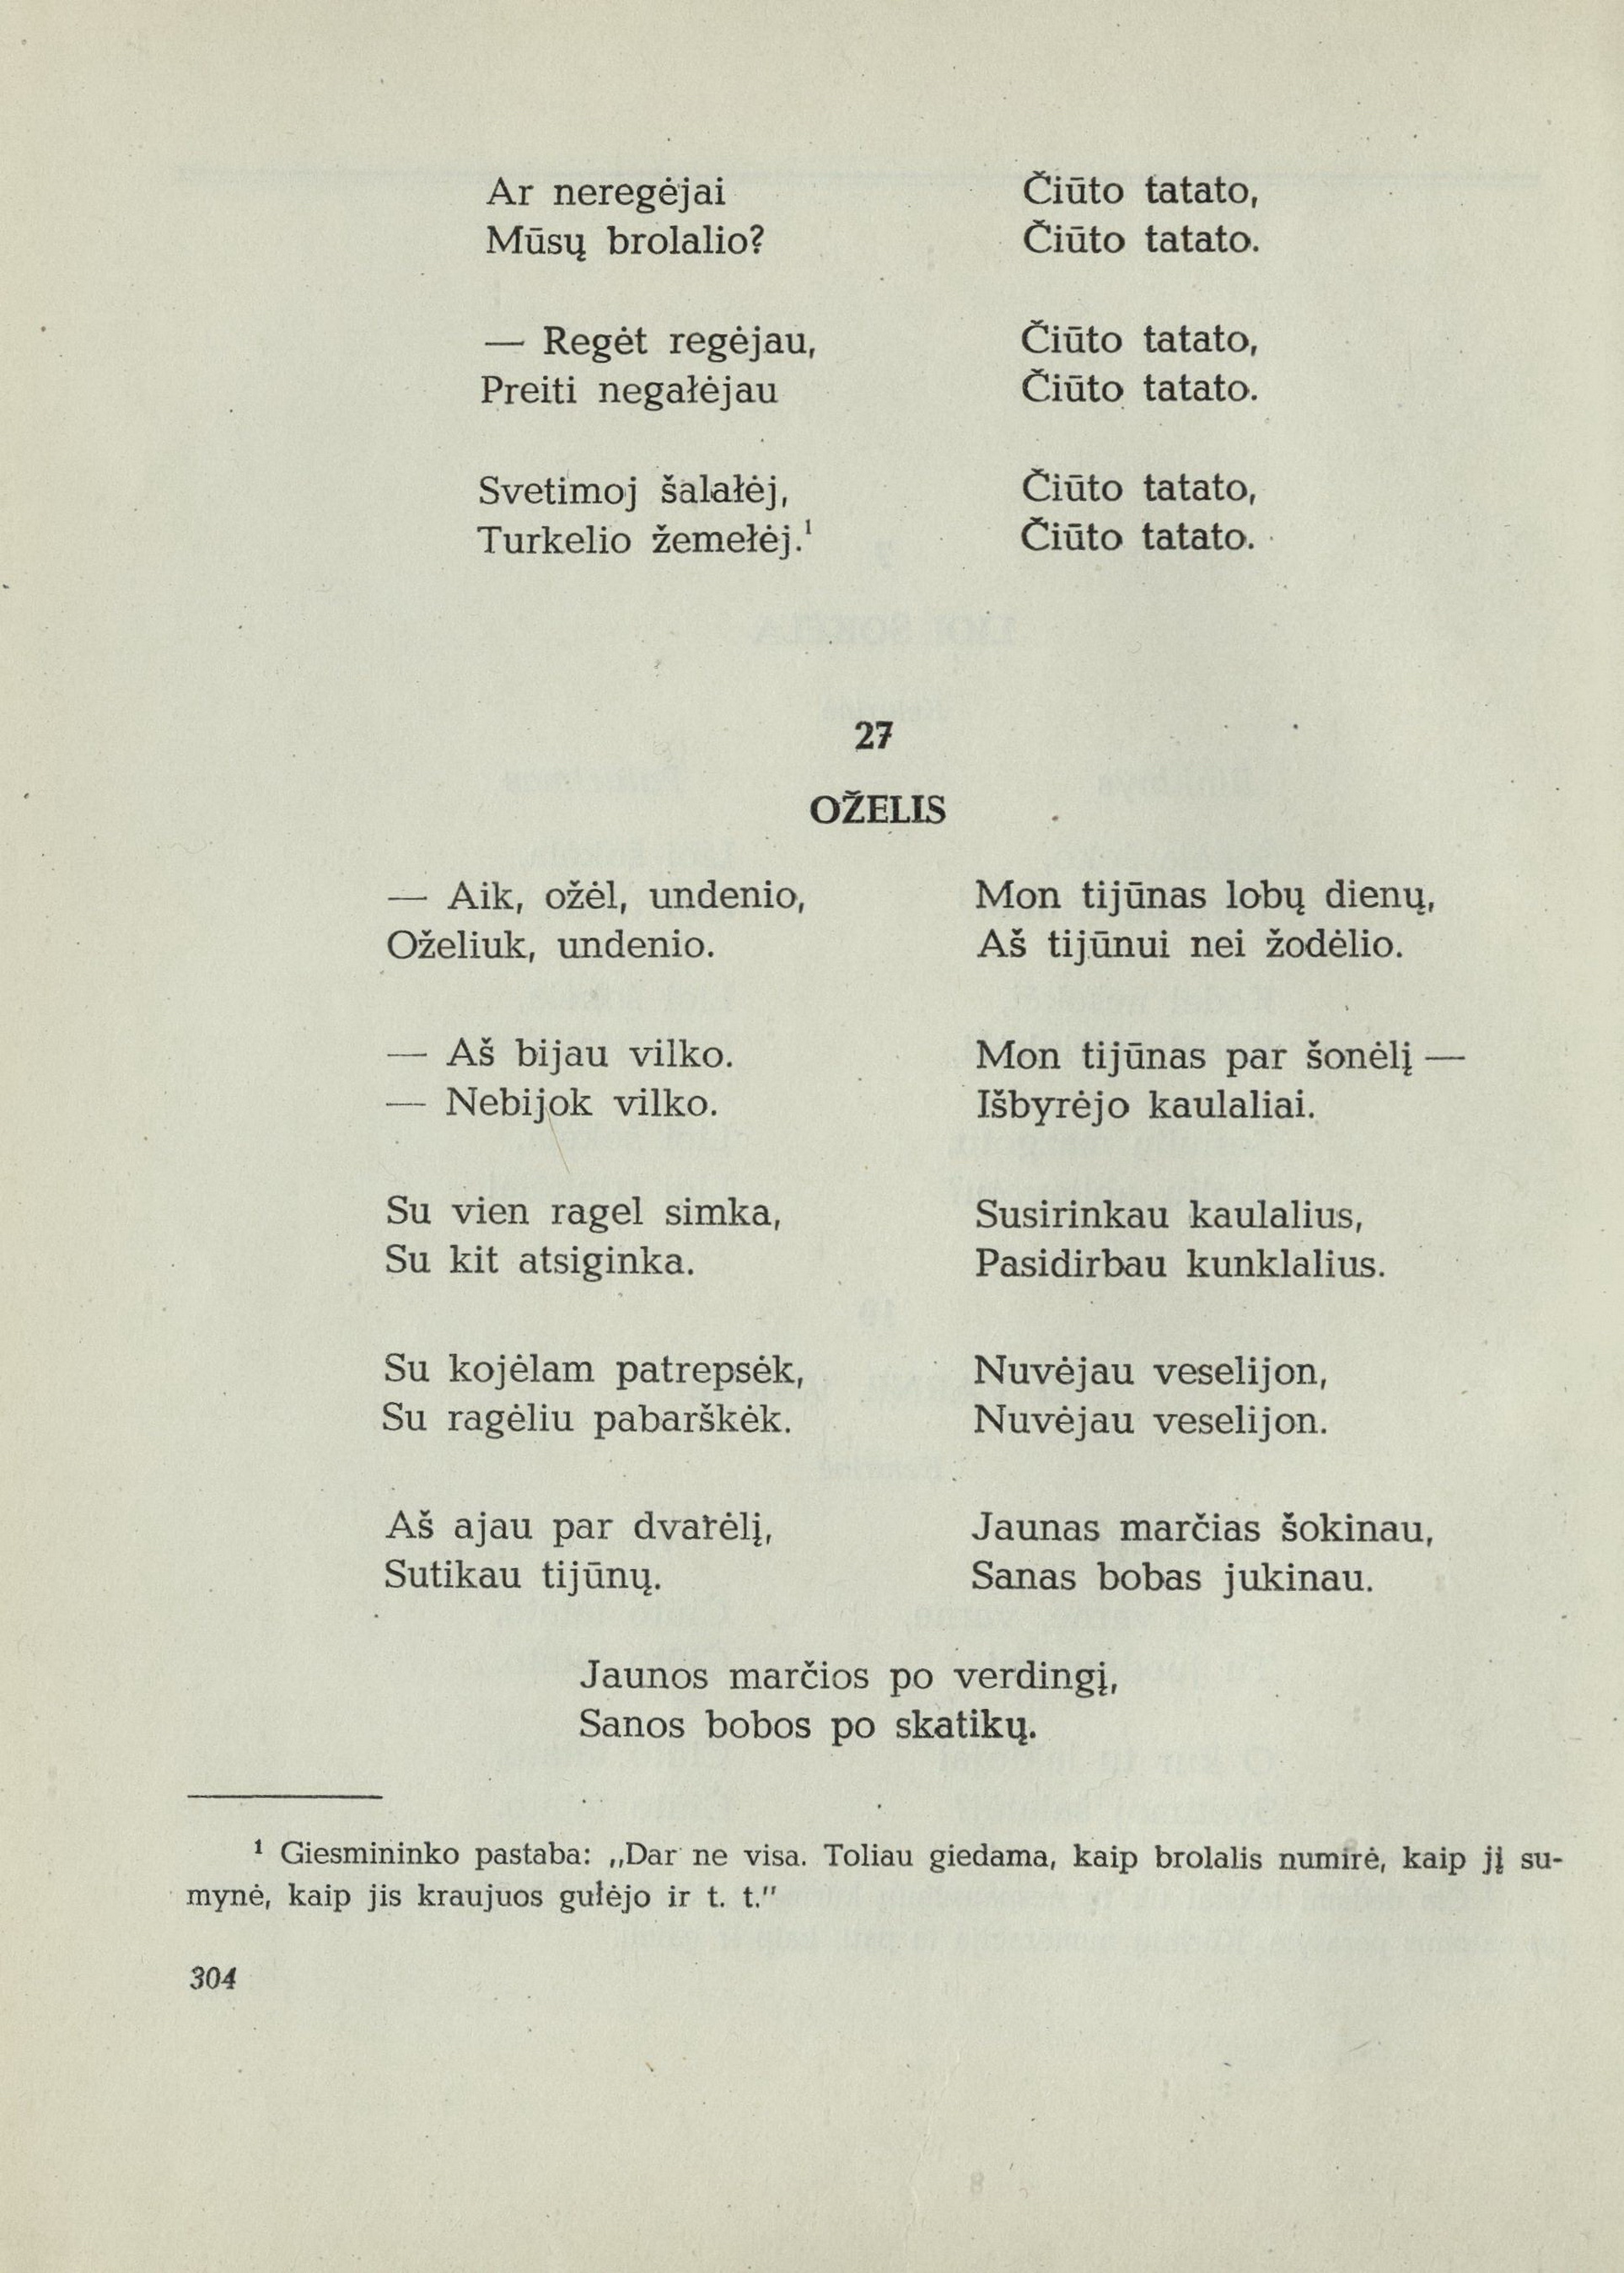 Ar neregėjai
Mūsų brolalio?
— Regėt regėjau,
Preiti negałėjau
Svetimoj šalałėj,
Turkelio žemełėj.¹
Čiūto tatato,
Čiūto tatato.
Čiūto tatato,
Čiūto tatato.
Čiūto tatato,
Čiūto tatato.
27
OŽELIS
— Aik, ožėl, undenio,
Oželiuk, undenio.
— Aš bijau vilko.
— Nebijok vilko.
Su vien ragel simka,
Su kit atsiginka.
Su kojėlam patrepsėk,
Su ragėliu pabarškėk.
Aš ajau par dvarėlį,
Sutikau tijūnų.
Mon tijūnas lobų dienų,
Aš tijūnui nei žodėlio.
Mon tijūnas par šonėlį —
Išbyrėjo kaulaliai.
Susirinkau kaulalius,
Pasidirbau kunklalius.
Nuvėjau veselijon,
Nuvėjau veselijon.
Jaunas marčias šokinau,
Sanas bobas jukinau.
Jaunos marčios po verdingį,
Sanos bobos po skatikų.
¹ Giesmininko pastaba: „Dar ne visa. Toliau giedama, kaip brolalis numirė, kaip jį su-
mynė, kaip jis kraujuos gułėjo ir t. t."
304